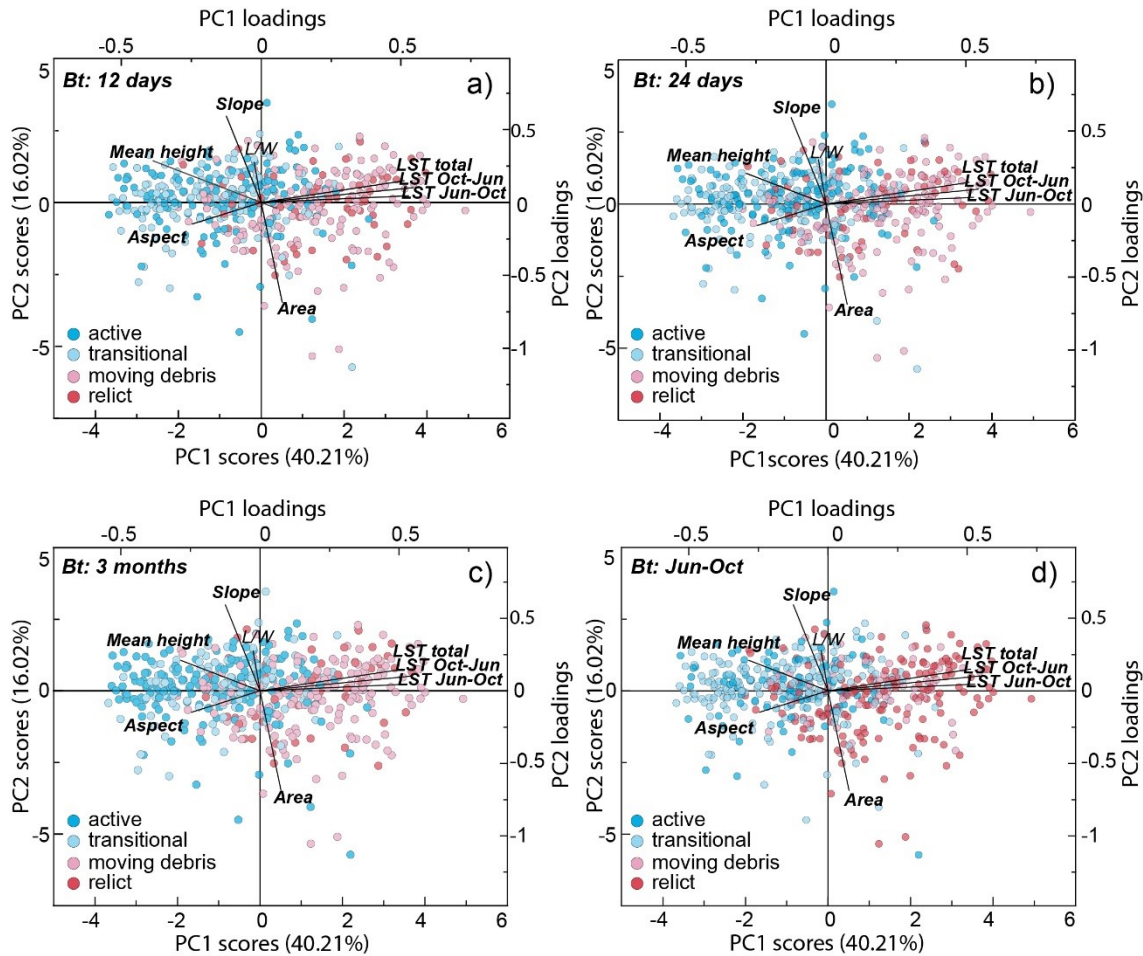 PC1 loadings
-0.5 0 0.5
5
Bt: 12 days
a)
Slope
0.5
Mean height
L/W
LST total
LST Oct-Jun
LST Jun-Oct
PC2 scores (16.02%)
0
0
PC2 loadings
Aspect
-0.5
Area
active
transitional
moving debris
relict
-5
-1
-4 -2 0 2 4 6
PC1 scores (40.21%)
PC1 loadings
-0.5 0 0.5
5
Bt: 24 days
b)
Slope
0.5
Mean height
L/W
LST total
LST Oct-Jun
LST Jun-Oct
PC2 scores (16.02%)
0
0
PC2 loadings
Aspect
-0.5
Area
active
transitional
moving debris
relict
-5
-1
-4 -2 0 2 4 6
PC1scores (40.21%)
PC1 loadings
-0.5 0 0.5
5
Bt: 3 months
c)
Slope
0.5
Mean height
L/W
LST total
LST Oct-Jun
LST Jun-Oct
PC2 scores (16.02%)
0
0
PC2 loadings
Aspect
-0.5
Area
active
transitional
moving debris
relict
-5
-1
-4 -2 0 2 4 6
PC1 scores (40.21%)
PC1 loadings
-0.5 0 0.5
5
Bt: Jun-Oct
d)
Slope
0.5
Mean height
L/W
LST total
LST Oct-Jun
LST Jun-Oct
PC2 scores (16.02%)
0
0
PC2 loadings
Aspect
-0.5
Area
active
transitional
moving debris
relict
-5
-1
-4 -2 0 2 4 6
PC1 scores (40.21%)